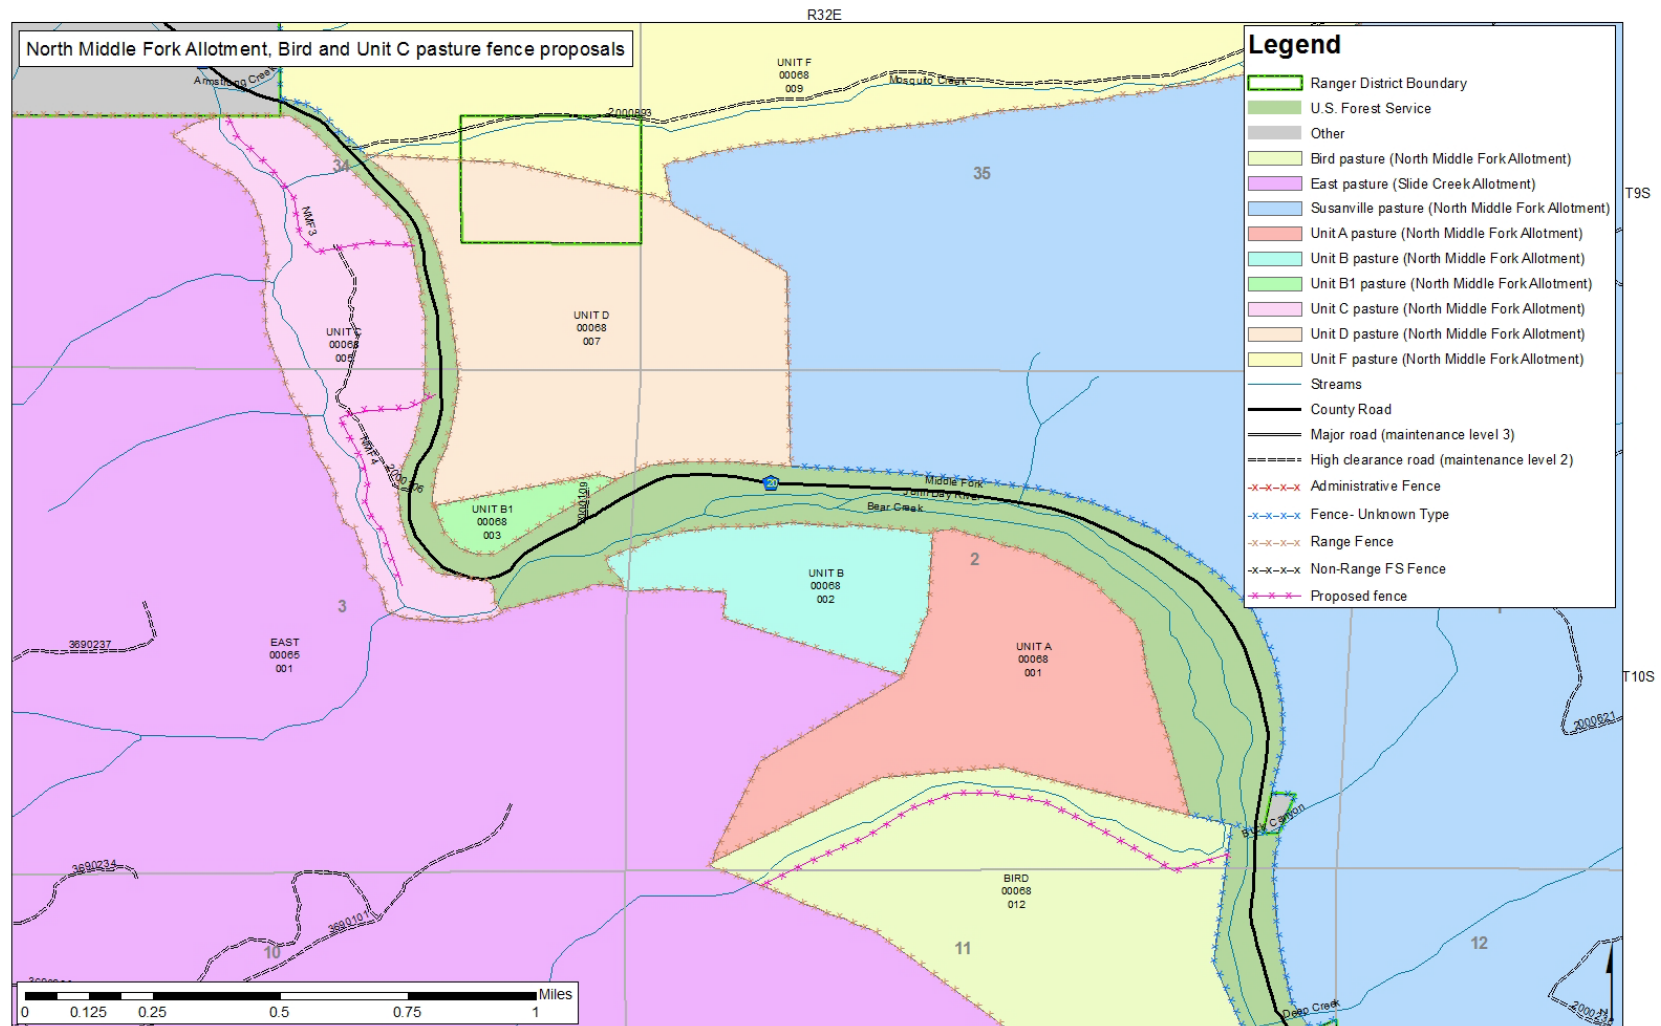 R32E
North Middle Fork Allotment, Bird and Unit C pasture fence proposals
Legend
Ranger District Boundary
U.S. Forest Service
Other
Bird pasture (North Middle Fork Allotment)
East pasture (Slide Creek Allotment)
Susanville pasture (North Middle Fork Allotment)
Unit A pasture (North Middle Fork Allotment)
Unit B pasture (North Middle Fork Allotment)
Unit B1 pasture (North Middle Fork Allotment)
Unit C pasture (North Middle Fork Allotment)
Unit D pasture (North Middle Fork Allotment)
Unit F pasture (North Middle Fork Allotment)
Streams
County Road
Major road (maintenance level 3)
High clearance road (maintenance level 2)
Administrative Fence
Fence- Unknown Type
Range Fence
Non-Range FS Fence
Proposed fence
Armstrong Creek
UNIT F
00068
009
Mosquito Creek
2000893
34
35
T9S
NMF3
UNIT C
00068
005
UNIT D
00068
007
NMF4
2000106
UNIT B1
00068
003
2000109
20
Middle Fork
John Day River
Bear Creek
2
UNIT B
00068
002
3
3690237
EAST
00065
001
UNIT A
00068
001
T10S
2000621
Buck Canyon
3690234
3690101
10
BIRD
00068
012
11
12
Deep Creek
Miles
0 0.125 0.25 0.5 0.75 1